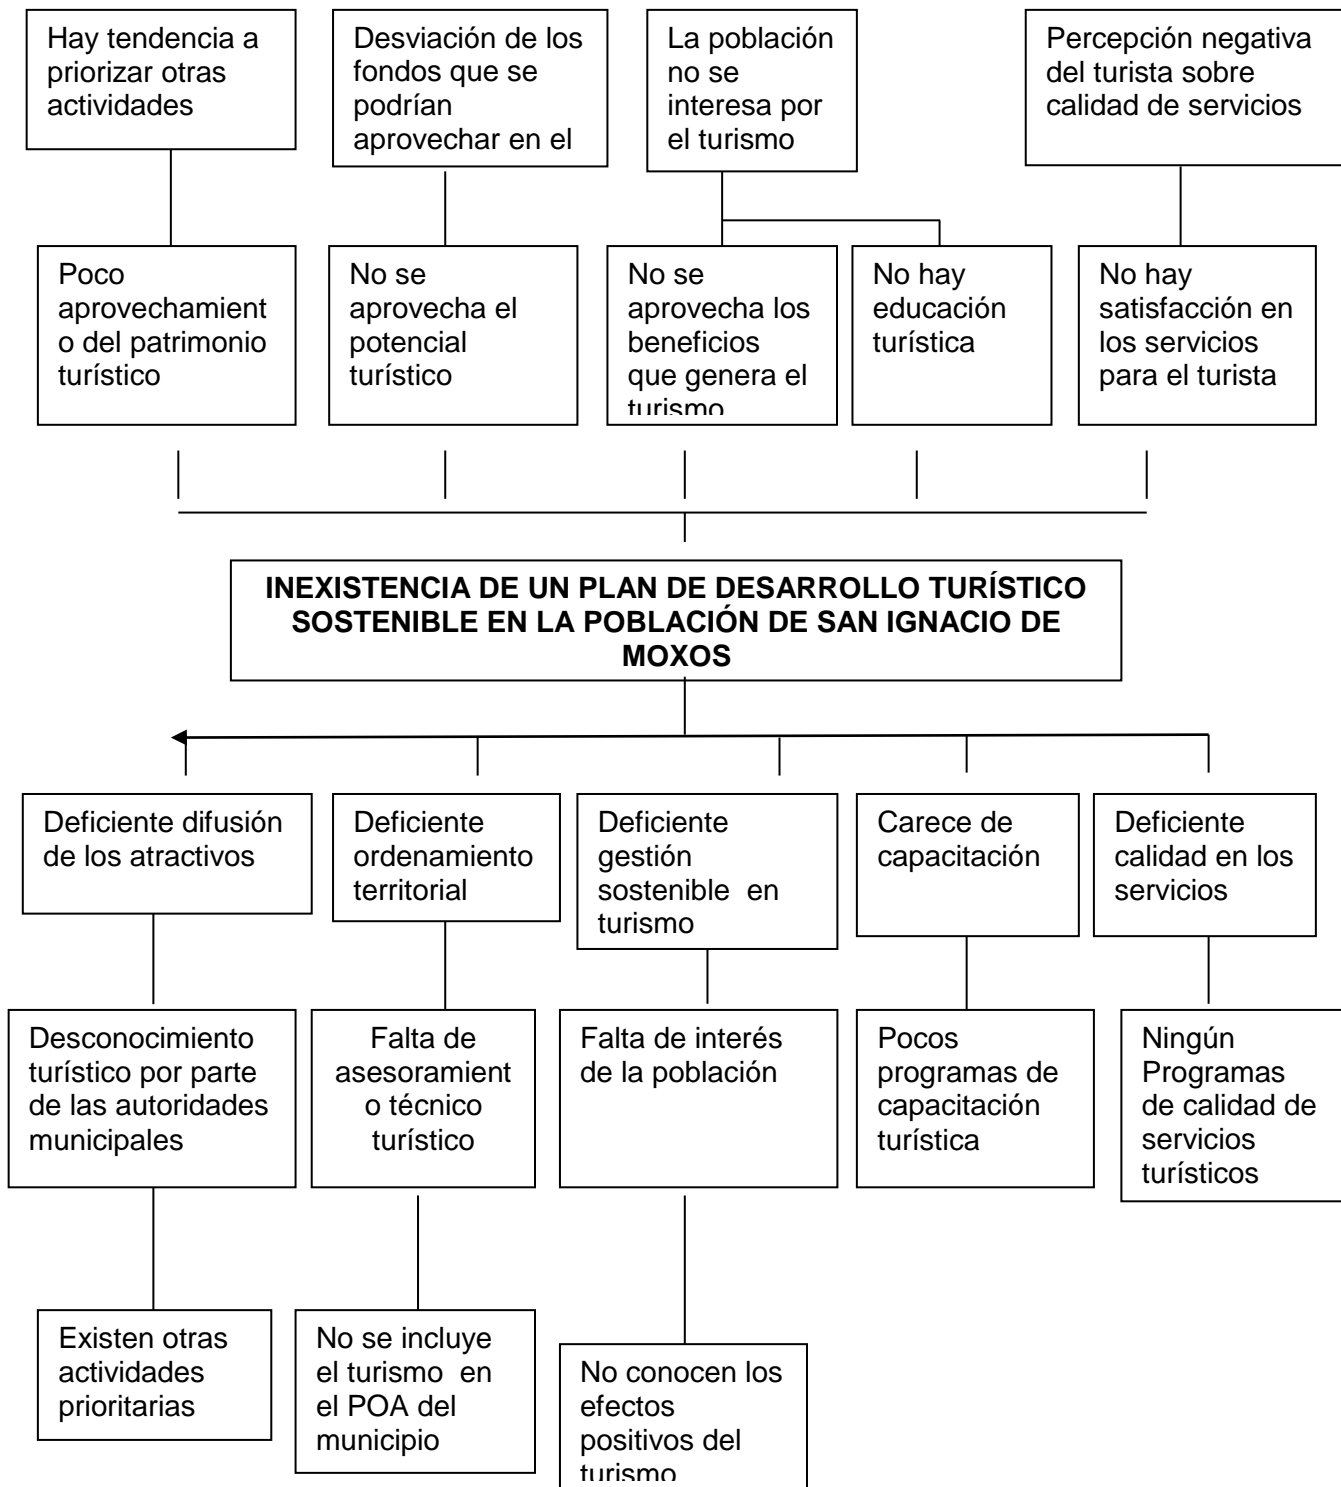 Hay tendencia a
priorizar otras
actividades
Desviación de los
fondos que se
podrían
aprovechar en el
La población
no se
interesa por
el turismo
Percepción negativa
del turista sobre
calidad de servicios
Poco
aprovechamient
o del patrimonio
turístico
No se
aprovecha el
potencial
turístico
No se
aprovecha los
beneficios
que genera el
turismo
No hay
educación
turística
No hay
satisfacción en
los servicios
para el turista
INEXISTENCIA DE UN PLAN DE DESARROLLO TURÍSTICO
SOSTENIBLE EN LA POBLACIÓN DE SAN IGNACIO DE
MOXOS
Deficiente difusión
de los atractivos
Deficiente
ordenamiento
territorial
Deficiente
gestión
sostenible en
turismo
Carece de
capacitación
Deficiente
calidad en los
servicios
Desconocimiento
turístico por parte
de las autoridades
municipales
Falta de
asesoramient
o técnico
turístico
Falta de interés
de la población
Pocos
programas de
capacitación
turística
Ningún
Programas
de calidad de
servicios
turísticos
Existen otras
actividades
prioritarias
No se incluye
el turismo en
el POA del
municipio
No conocen los
efectos
positivos del
turismo